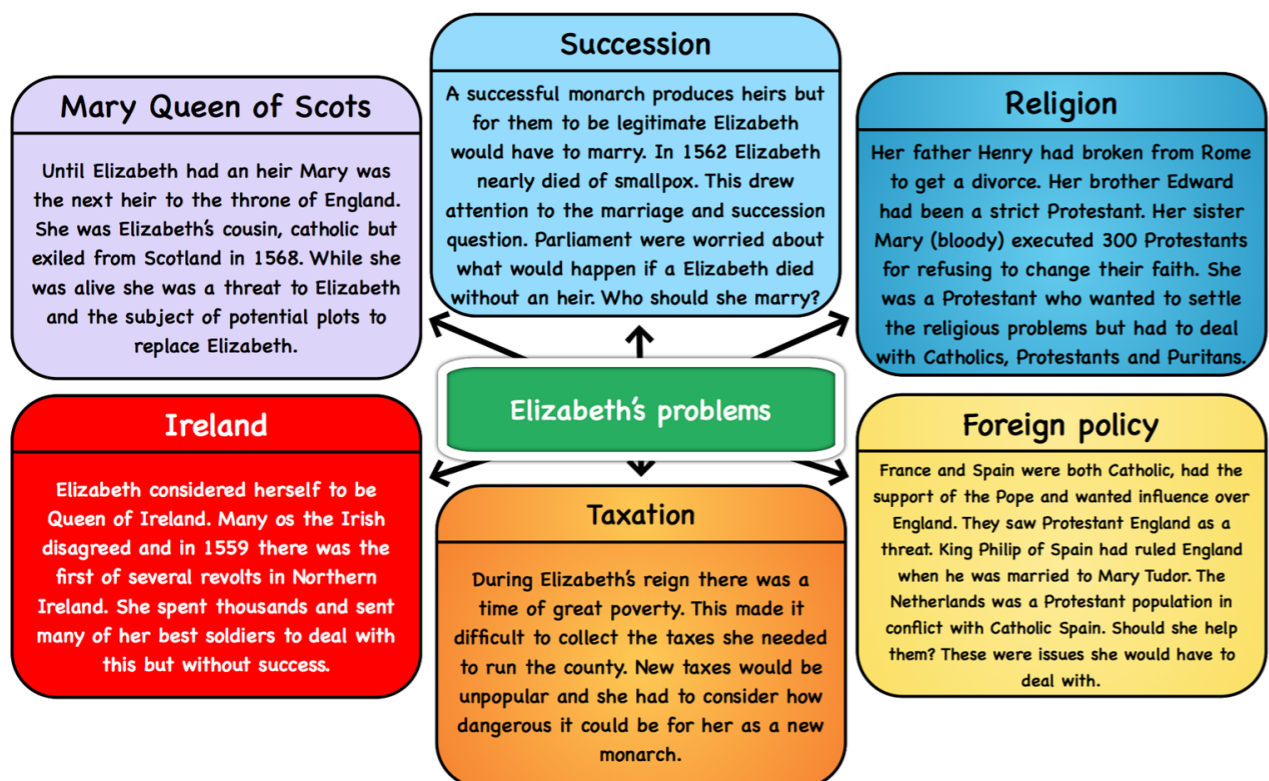 Succession
A successful monarch produces heirs but
for them to be legitimate Elizabeth
would have to marry. In 1562 Elizabeth
nearly died of smallpox. This drew
attention to the marriage and succession
question. Parliament were worried about
what would happen if a Elizabeth died
without an heir. Who should she marry?
Mary Queen of Scots
Until Elizabeth had an heir Mary was
the next heir to the throne of England.
She was Elizabeth's cousin, catholic but
exiled from Scotland in 1568. While she
was alive she was a threat to Elizabeth
and the subject of potential plots to
replace Elizabeth.
Religion
Her father Henry had broken from Rome
to get a divorce. Her brother Edward
had been a strict Protestant. Her sister
Mary (bloody) executed 300 Protestants
for refusing to change their faith. She
was a Protestant who wanted to settle
the religious problems but had to deal
with Catholics, Protestants and Puritans.
Elizabeth's problems
Ireland
Elizabeth considered herself to be
Queen of Ireland. Many os the Irish
disagreed and in 1559 there was the
first of several revolts in Northern
Ireland. She spent thousands and sent
many of her best soldiers to deal with
this but without success.
Taxation
During Elizabeth's reign there was a
time of great poverty. This made it
difficult to collect the taxes she needed
to run the county. New taxes would be
unpopular and she had to consider how
dangerous it could be for her as a new
monarch.
Foreign policy
France and Spain were both Catholic, had the
support of the Pope and wanted influence over
England. They saw Protestant England as a
threat. King Philip of Spain had ruled England
when he was married to Mary Tudor. The
Netherlands was a Protestant population in
conflict with Catholic Spain. Should she help
them? These were issues she would have to
deal with.